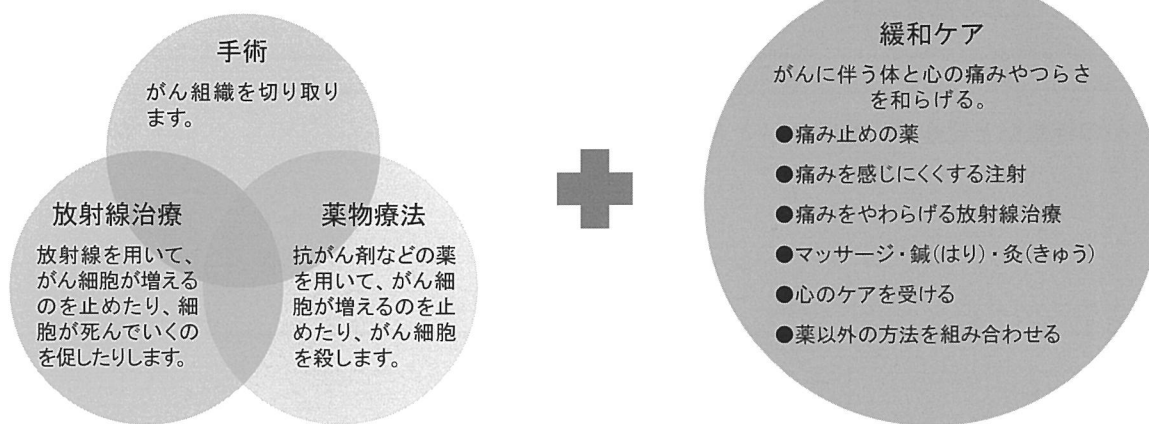 手術
がん組織を切り取り
ます。
放射線治療
放射線を用いて、
がん細胞が増える
のを止めたり、細
胞が死んでいくの
を促したりします。
薬物療法
抗がん剤などの薬
を用いて、がん細
胞が増えるのを止
めたり、がん細胞
を殺します。
緩和ケア
がんに伴う体と心の痛みやつらさ
を和らげる。
●痛み止めの薬
●痛みを感じにくくする注射
●痛みをやわらげる放射線治療
●マッサージ・鍼(はり)・灸(きゅう)
●心のケアを受ける
●薬以外の方法を組み合わせる